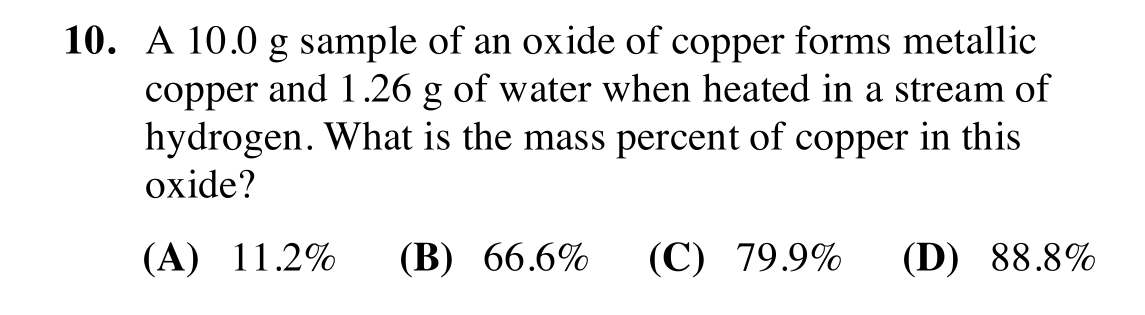 10. A 10.0 g sample of an oxide of copper forms metallic
copper and 1.26 g of water when heated in a stream of
hydrogen. What is the mass percent of copper in this
oxide?
(A) 11.2% (B) 66.6% (C) 79.9% (D) 88.8%